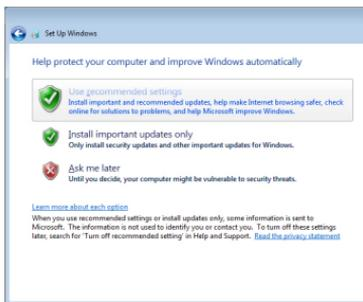 Set Up Windows
Help protect your computer and improve Windows automatically
Use recommended settings
Install important and recommended updates, help make Internet browsing safer, check
online for solutions to problems, and help Microsoft improve Windows.
Install important updates only
Only install security updates and other important updates for Windows.
Ask me later
Until you decide, your computer might be vulnerable to security threats.
Learn more about each option
When you use recommended settings or install updates only, some information is sent to
Microsoft. The information is not used to identify you or contact you. To turn off these settings
later, search for 'Turn off recommended setting' in Help and Support. Read the privacy statement